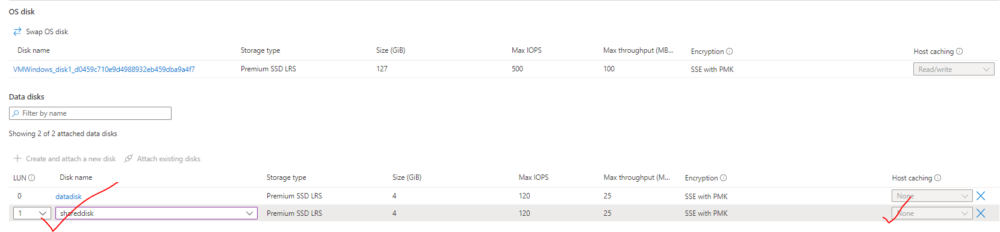 OS disk
Swap OS disk
Disk name Storage type Size (GiB) Max IOPS Max throughput (MB... Encryption Host caching
VMWindows_disk1_d0459c710e9d4988932eb459dba9a4f7 Premium SSD LRS 127 500 100 SSE with PMK Read/write
Data disks
Filter by name
Showing 2 of 2 attached data disks
Create and attach a new disk Attach existing disks
LUN Disk name Storage type Size (GiB) Max IOPS Max throughput (M... Encryption Host caching
0 datadisk Premium SSD LRS 4 120 25 SSE with PMK None
1 shareddisk Premium SSD LRS 4 120 25 SSE with PMK None